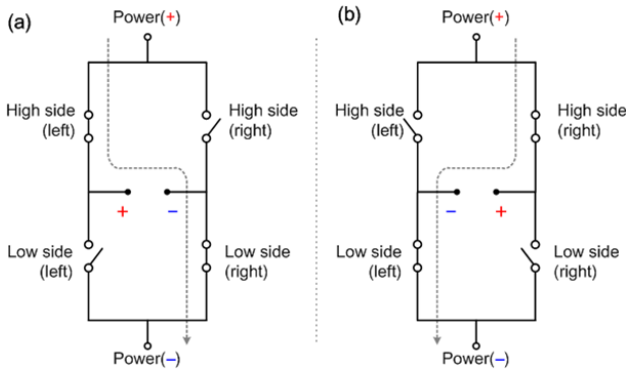 (a)
Power(+)
High side
(left)
High side
(right)
+ −
Low side
(left)
Low side
(right)
Power(−)
(b)
Power(+)
High side
(left)
High side
(right)
− +
Low side
(left)
Low side
(right)
Power(−)